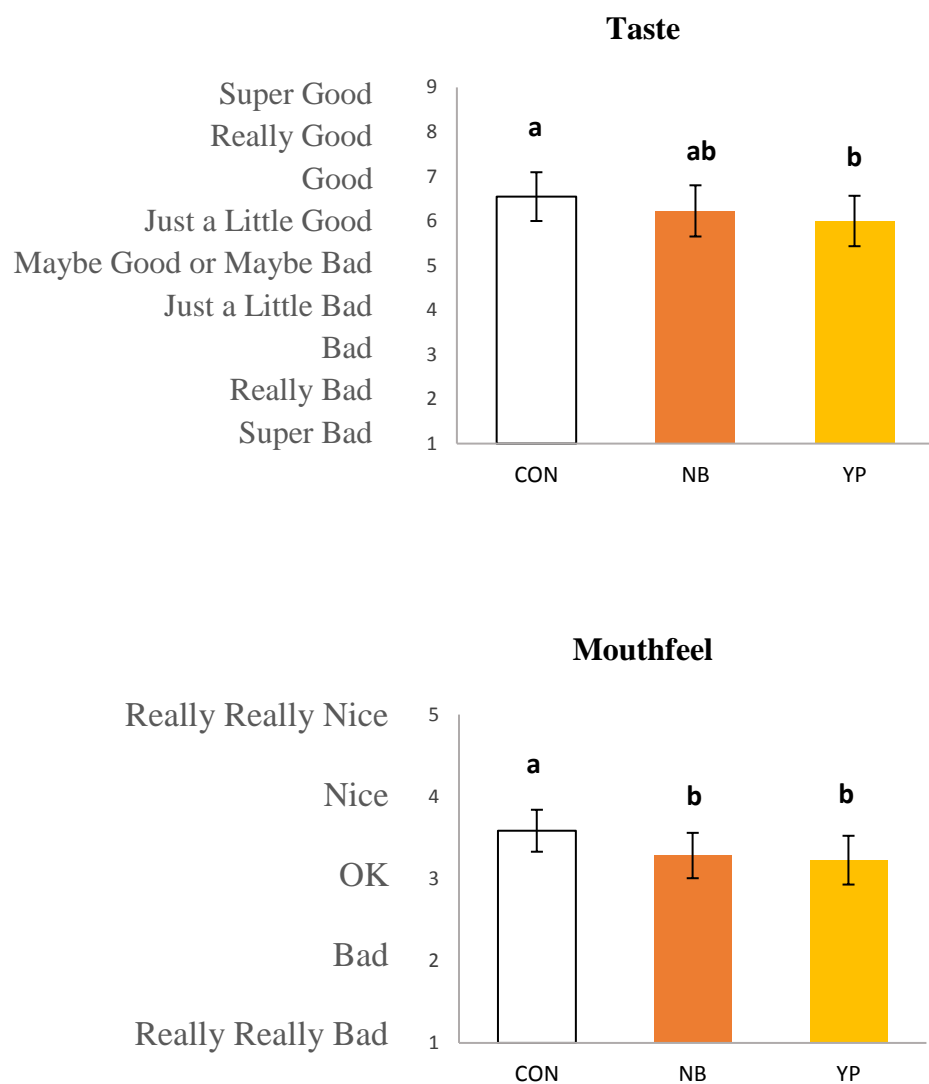 Taste
Super Good 9
Really Good 8
a
ab
b
Good 7
Just a Little Good 6
Maybe Good or Maybe Bad 5
Just a Little Bad 4
Bad 3
Really Bad 2
Super Bad 1
CON NB YP
Mouthfeel
Really Really Nice 5
a
Nice 4
b b
OK 3
Bad 2
Really Really Bad 1
CON NB YP